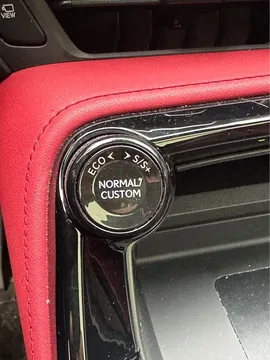 VIEW
ECO < > S/S+
NORMAL/
CUSTOM